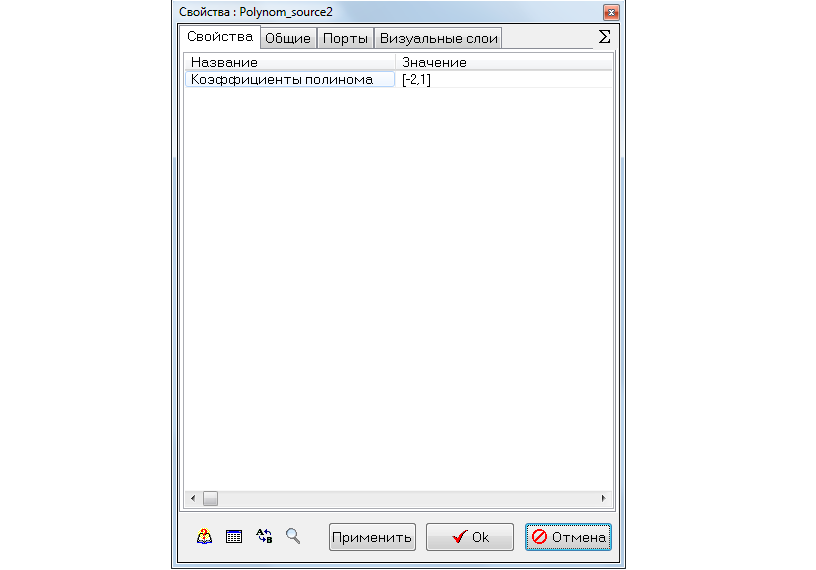 Свойства : Polynom_source2
Свойства Общие Порты Визуальные слои Σ
Название Значение
Коэффициенты полинома [-2,1]
A B Применить Ok Отмена